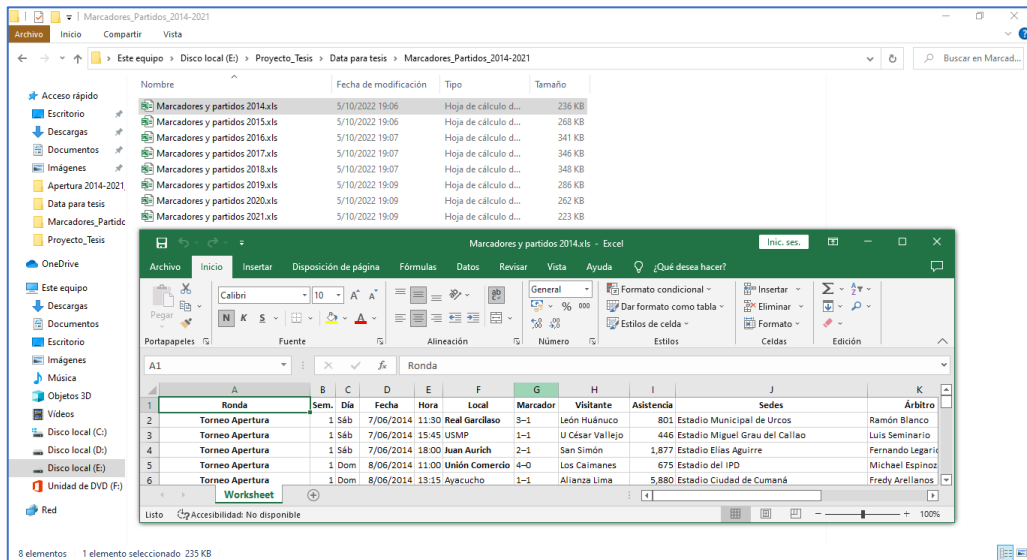 Marcadores_Partidos_2014-2021
Archivo Inicio Compartir Vista
Este equipo > Disco local (E:) > Proyecto_Tesis > Data para tesis > Marcadores_Partidos_2014-2021
Buscar en Marcad...
Nombre Fecha de modificación Tipo Tamaño
Acceso rápido
Escritorio
Descargas
Documentos
Imágenes
Apertura 2014-2021
Data para tesis
Marcadores_Partidc
Proyecto_Tesis
OneDrive
Este equipo
Descargas
Documentos
Escritorio
Imágenes
Música
Objetos 3D
Vídeos
Disco local (C:)
Disco local (D:)
Disco local (E:)
Unidad de DVD (F:)
Red
Marcadores y partidos 2014.xls 5/10/2022 19:06 Hoja de cálculo d... 236 KB
Marcadores y partidos 2015.xls 5/10/2022 19:06 Hoja de cálculo d... 268 KB
Marcadores y partidos 2016.xls 5/10/2022 19:07 Hoja de cálculo d... 341 KB
Marcadores y partidos 2017.xls 5/10/2022 19:07 Hoja de cálculo d... 346 KB
Marcadores y partidos 2018.xls 5/10/2022 19:07 Hoja de cálculo d... 348 KB
Marcadores y partidos 2019.xls 5/10/2022 19:09 Hoja de cálculo d... 286 KB
Marcadores y partidos 2020.xls 5/10/2022 19:09 Hoja de cálculo d... 262 KB
Marcadores y partidos 2021.xls 5/10/2022 19:09 Hoja de cálculo d... 223 KB
Marcadores y partidos 2014.xls - Excel Inic. ses.
Archivo Inicio Insertar Disposición de página Fórmulas Datos Revisar Vista Ayuda ¿Qué desea hacer?
Calibri 10 A A ab General Formato condicional Insertar
Pegar % 000 Dar formato como tabla Eliminar
N K S A Estilos de celda Formato
Portapapeles Fuente Alineación Número Estilos Celdas Edición
A1 fx Ronda
A B C D E F G H I J K
1 Ronda Sem. Día Fecha Hora Local Marcador Visitante Asistencia Sedes Árbitro
2 Torneo Apertura 1 Sáb 7/06/2014 11:30 Real Garcilaso 3–1 León Huánuco 801 Estadio Municipal de Urcos Ramón Blanco
3 Torneo Apertura 1 Sáb 7/06/2014 15:45 USMP 1–1 U César Vallejo 446 Estadio Miguel Grau del Callao Luis Seminario
4 Torneo Apertura 1 Sáb 7/06/2014 18:00 Juan Aurich 2–1 San Simón 1,877 Estadio Elías Aguirre Fernando Legaric
5 Torneo Apertura 1 Dom 8/06/2014 11:00 Unión Comercio 4–0 Los Caimanes 675 Estadio del IPD Michael Espinoz
6 Torneo Apertura 1 Dom 8/06/2014 13:15 Ayacucho 1–1 Alianza Lima 5,880 Estadio Ciudad de Cumaná Fredy Arellanos
Worksheet
Listo Accesibilidad: No disponible 100%
8 elementos 1 elemento seleccionado 235 KB